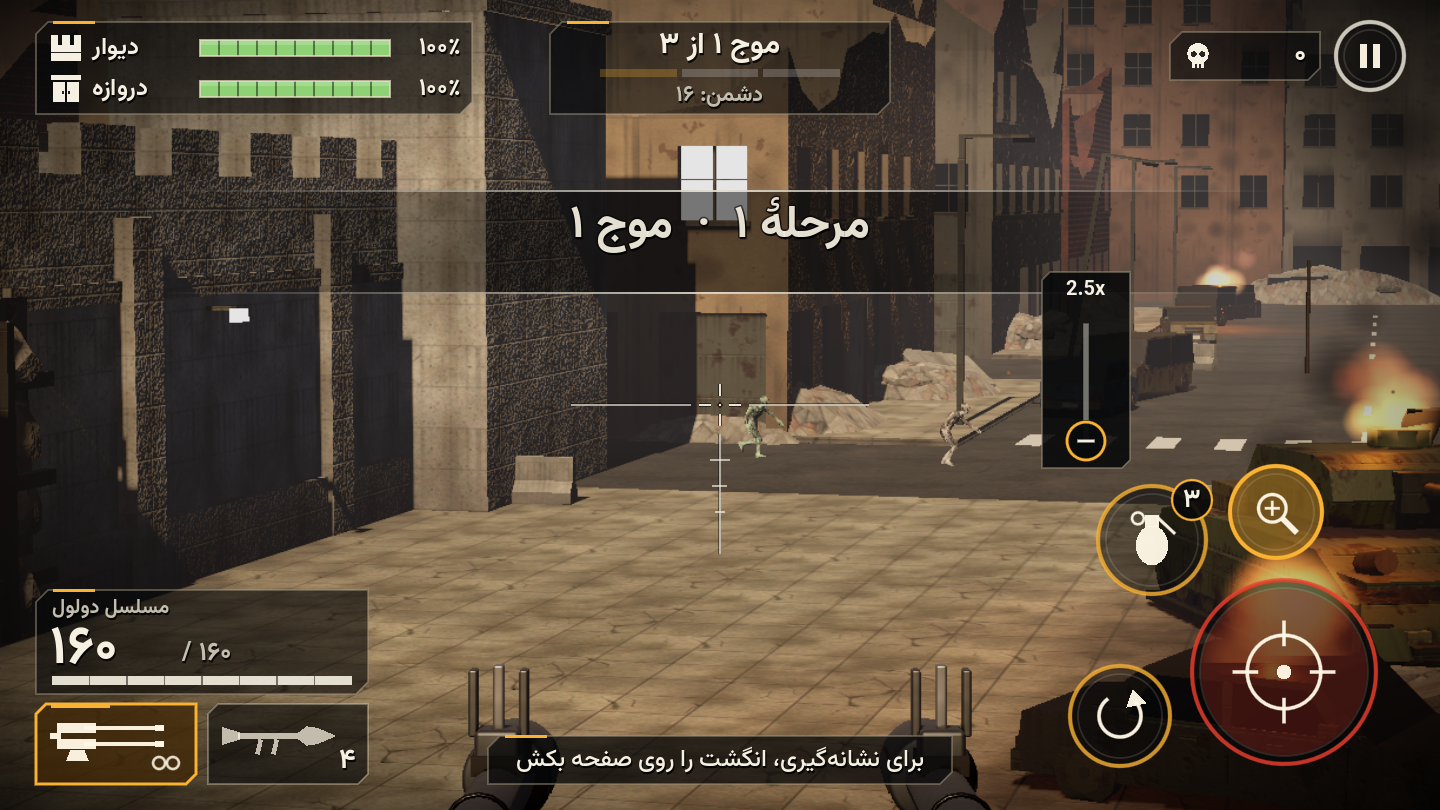 دیوار ۱۰۰٪
دروازه ۱۰۰٪
موج ۱ از ۳
دشمن: ۱۶
۰
مرحلهٔ ۱ · موج ۱
2.5x
۳
مسلسل دولول
۱۶۰ / ۱۶۰
∞
۴
برای نشانه‌گیری، انگشت را روی صفحه بکش